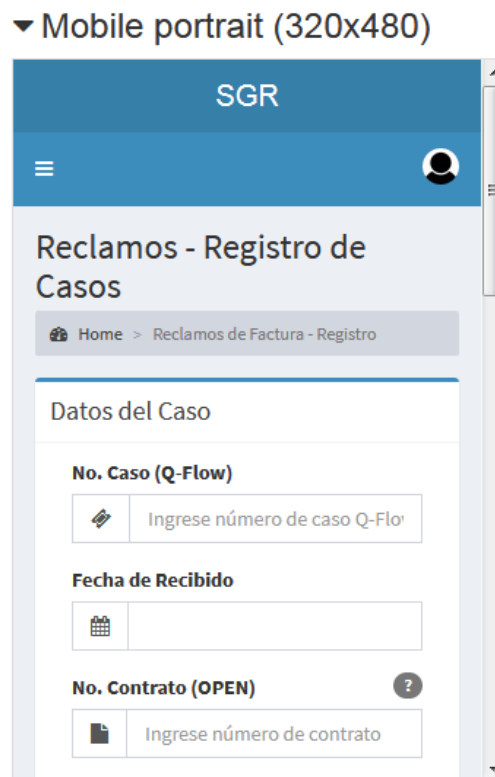 Mobile portrait (320x480)
SGR
Reclamos - Registro de
Casos
Home > Reclamos de Factura - Registro
Datos del Caso
No. Caso (Q-Flow)
Ingrese número de caso Q-Flo
Fecha de Recibido
No. Contrato (OPEN)
?
Ingrese número de contrato